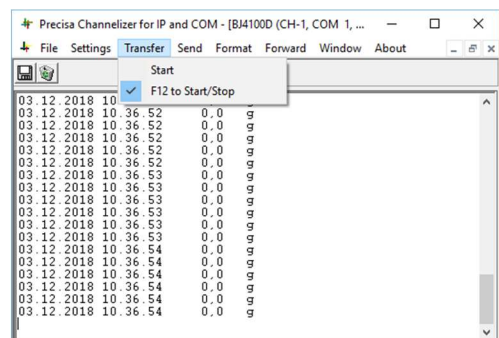 Precisa Channelizer for IP and COM - [BJ4100D (CH-1, COM 1, ...
File Settings Transfer Send Format Forward Window About
Start
F12 to Start/Stop
03.12.2018 10
03.12.2018 10.36.52 0,0 g
03.12.2018 10.36.52 0,0 g
03.12.2018 10.36.52 0,0 g
03.12.2018 10.36.52 0,0 g
03.12.2018 10.36.52 0,0 g
03.12.2018 10.36.53 0,0 g
03.12.2018 10.36.53 0,0 g
03.12.2018 10.36.53 0,0 g
03.12.2018 10.36.53 0,0 g
03.12.2018 10.36.53 0,0 g
03.12.2018 10.36.53 0,0 g
03.12.2018 10.36.54 0,0 g
03.12.2018 10.36.54 0,0 g
03.12.2018 10.36.54 0,0 g
03.12.2018 10.36.54 0,0 g
03.12.2018 10.36.54 0,0 g
03.12.2018 10.36.54 0,0 g